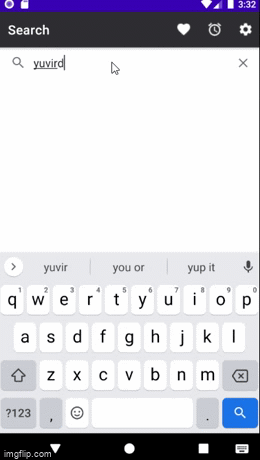 3:32
Search
yuvird
yuvir you or yup it
q1 w2 e3 r4 t5 y6 u7 i8 o9 p0
a s d f g h j k l
z x c v b n m
?123 , .
imgflip.com